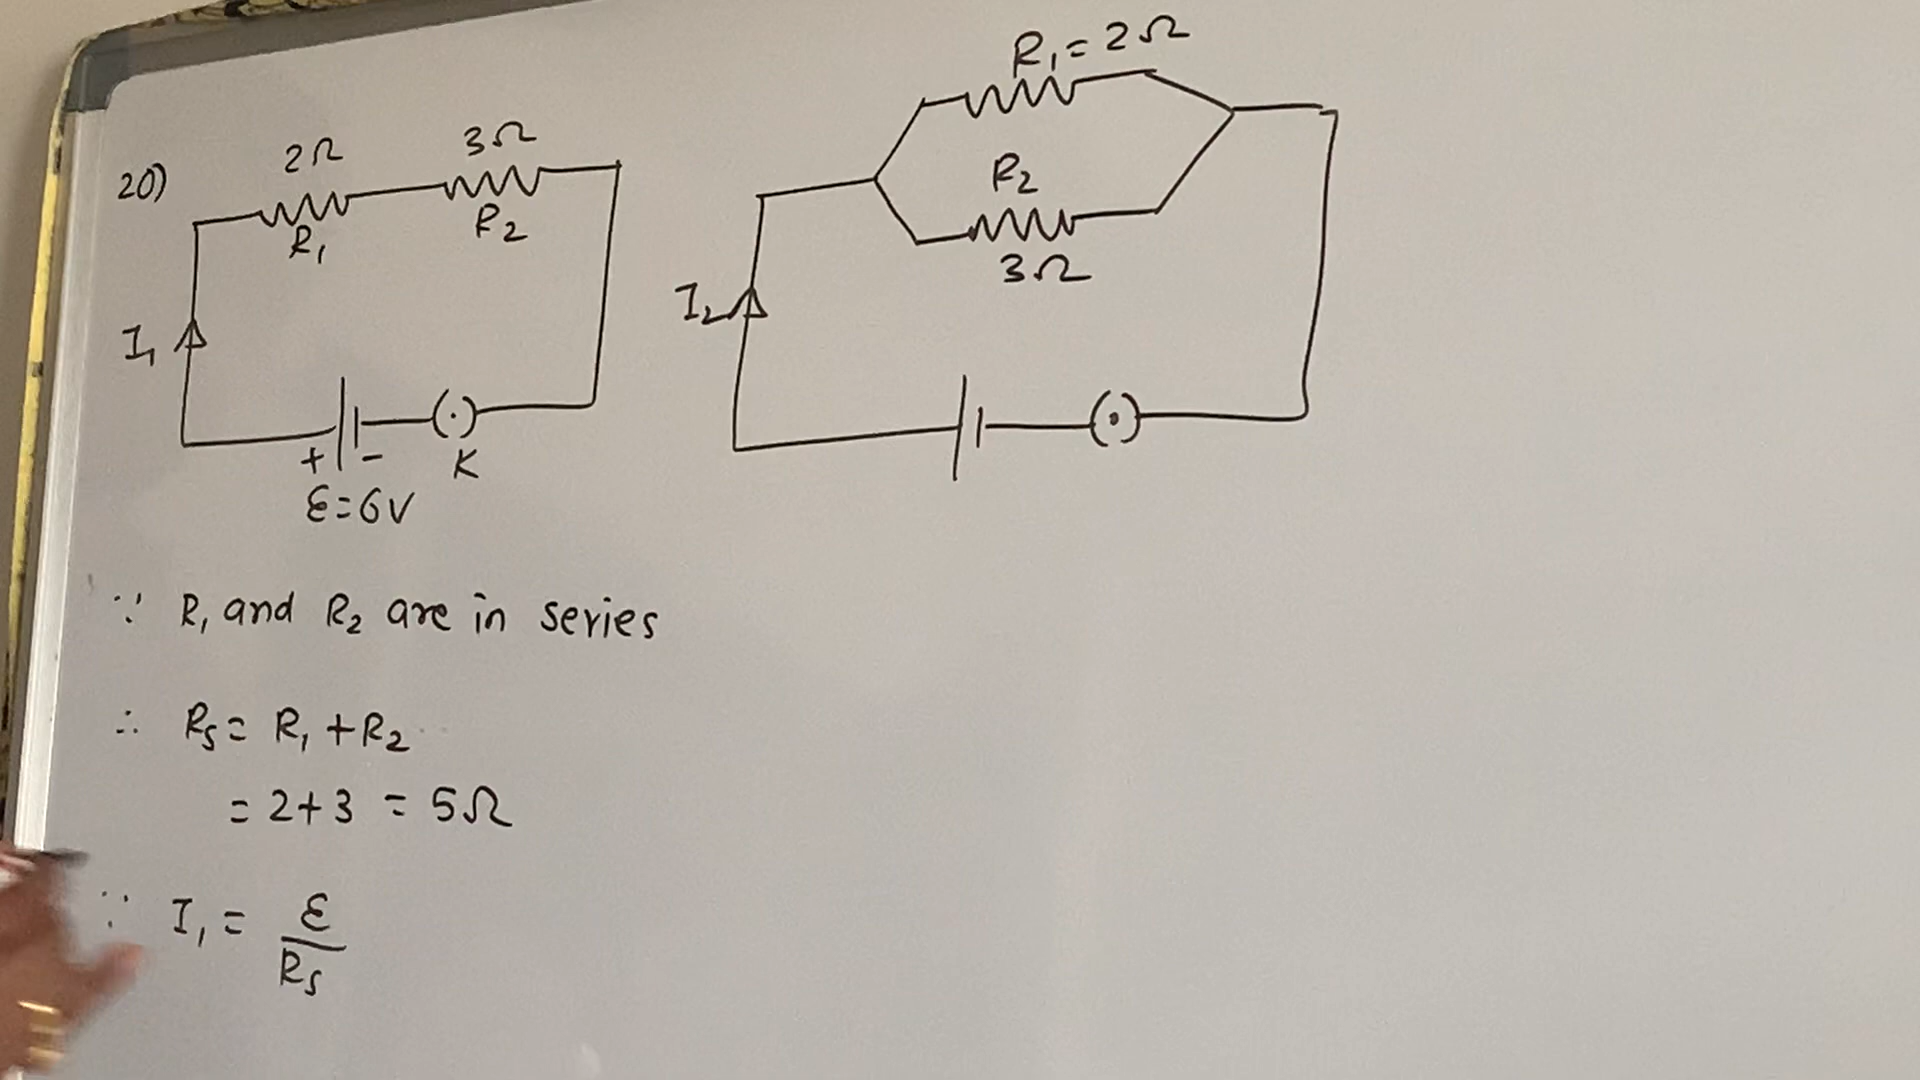 20)
2Ω
3Ω
R₁
R₂
I₁
+ -
K
Ɛ=6V
R₁=2Ω
R₂
3Ω
I₂
∵ R₁ and R₂ are in series
∴ Rₛ= R₁+R₂
= 2+3 = 5Ω
∵ I₁ = Ɛ/Rₛ